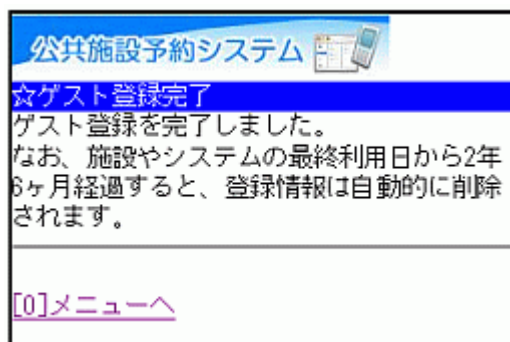 公共施設予約システム
☆ゲスト登録完了
ゲスト登録を完了しました。
なお、施設やシステムの最終利用日から2年
6ヶ月経過すると、登録情報は自動的に削除
されます。
[0]メニューへ